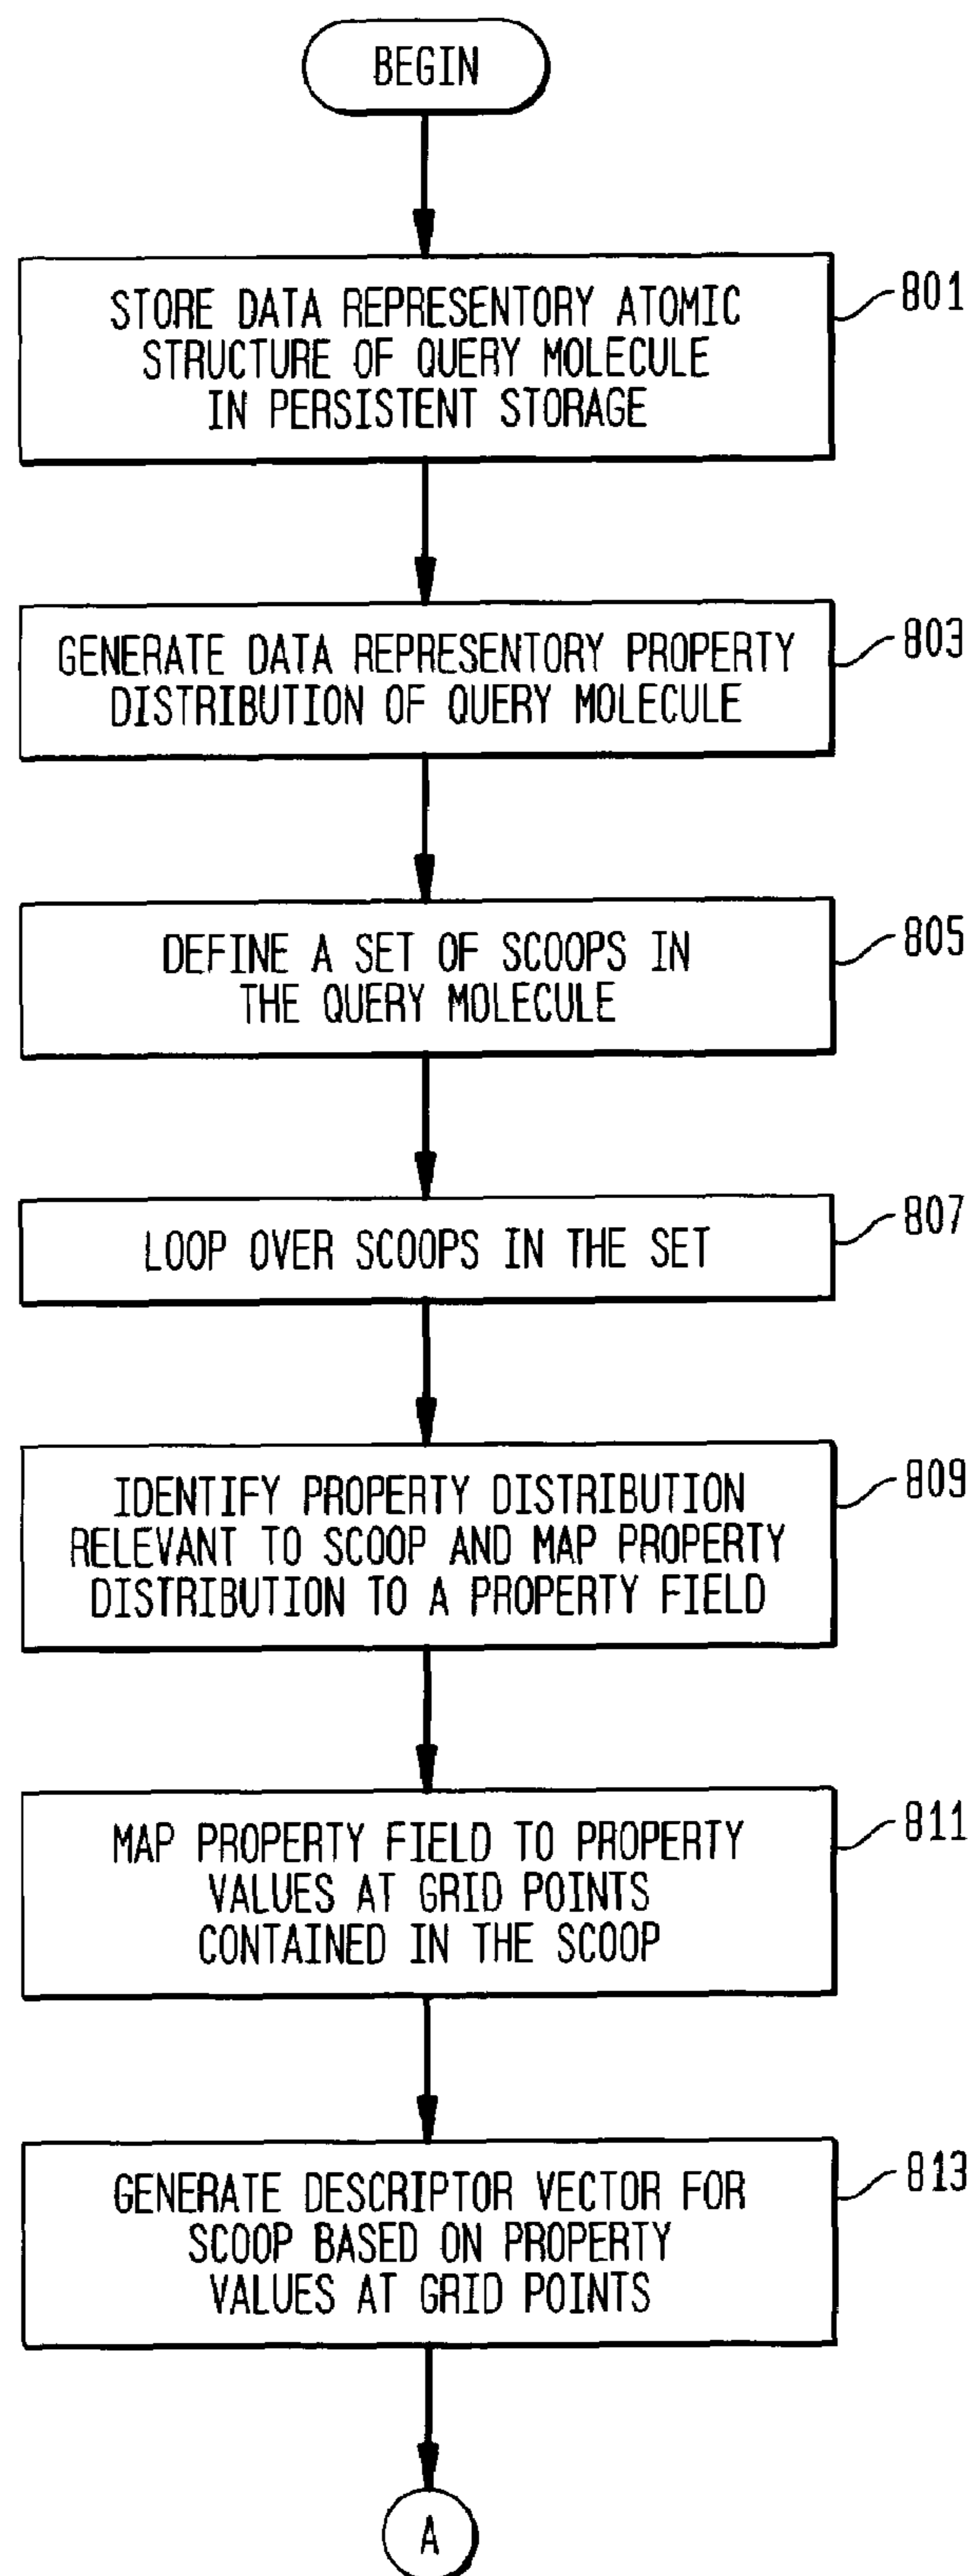 BEGIN
STORE DATA REPRESENTORY ATOMIC
STRUCTURE OF QUERY MOLECULE
IN PERSISTENT STORAGE
801
GENERATE DATA REPRESENTORY PROPERTY
DISTRIBUTION OF QUERY MOLECULE
803
DEFINE A SET OF SCOOPS IN
THE QUERY MOLECULE
805
LOOP OVER SCOOPS IN THE SET
807
IDENTIFY PROPERTY DISTRIBUTION
RELEVANT TO SCOOP AND MAP PROPERTY
DISTRIBUTION TO A PROPERTY FIELD
809
MAP PROPERTY FIELD TO PROPERTY
VALUES AT GRID POINTS
CONTAINED IN THE SCOOP
811
GENERATE DESCRIPTOR VECTOR FOR
SCOOP BASED ON PROPERTY
VALUES AT GRID POINTS
813
A